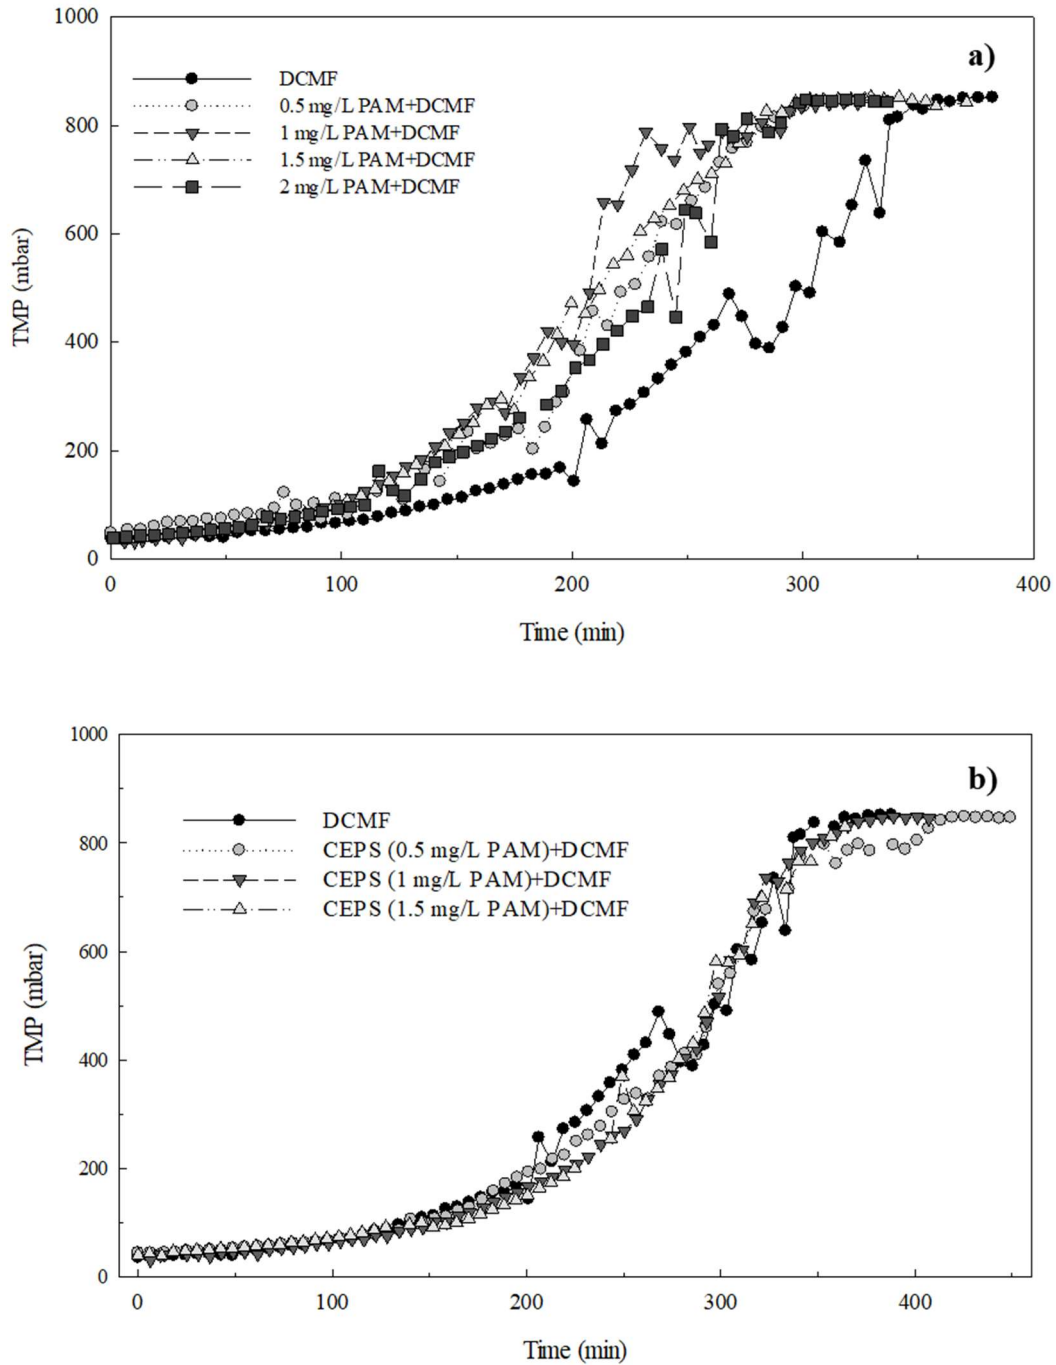 1000
a)
DCMF
0.5 mg/L PAM+DCMF
1 mg/L PAM+DCMF
1.5 mg/L PAM+DCMF
2 mg/L PAM+DCMF
800
600
400
200
0
TMP (mbar)
0 100 200 300 400
Time (min)
1000
b)
DCMF
CEPS (0.5 mg/L PAM)+DCMF
CEPS (1 mg/L PAM)+DCMF
CEPS (1.5 mg/L PAM)+DCMF
800
600
400
200
0
TMP (mbar)
0 100 200 300 400
Time (min)